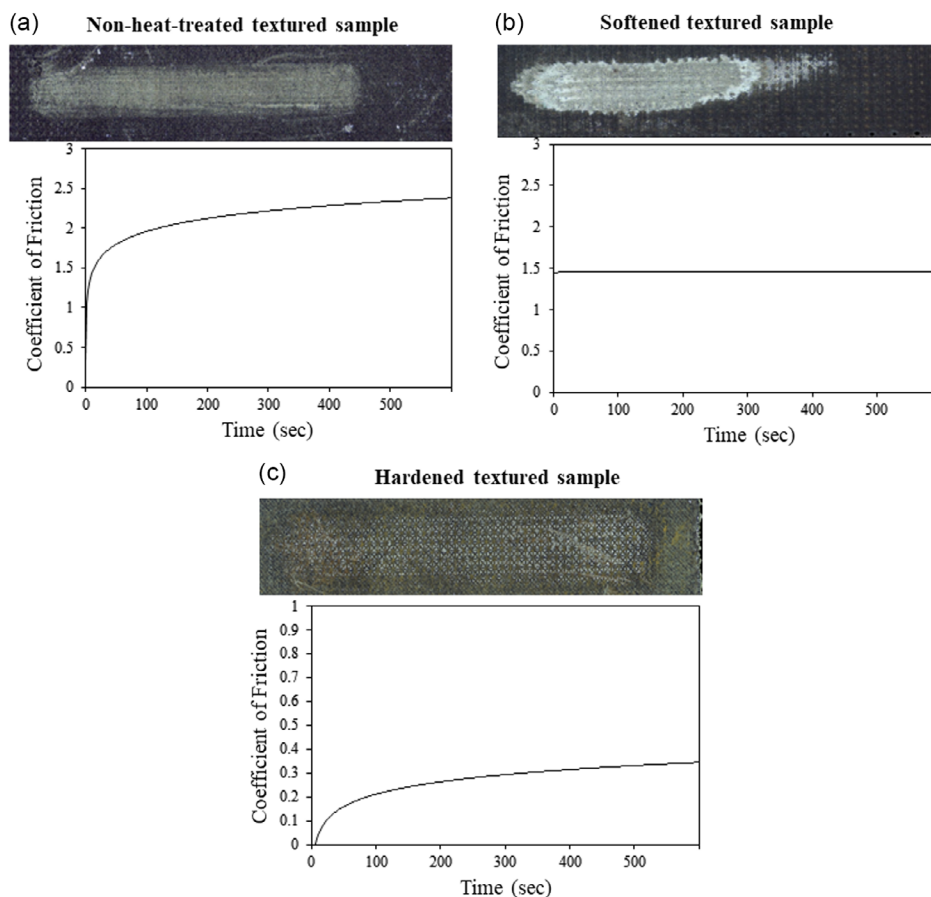 (a) Non-heat-treated textured sample
3
2.5
2
1.5
1
0.5
0
Coefficient of Friction
0 100 200 300 400 500
Time (sec)
(b) Softened textured sample
3
2.5
2
1.5
1
0.5
0
Coefficient of Friction
0 100 200 300 400 500
Time (sec)
(c) Hardened textured sample
1
0.9
0.8
0.7
0.6
0.5
0.4
0.3
0.2
0.1
0
Coefficient of Friction
0 100 200 300 400 500
Time (sec)